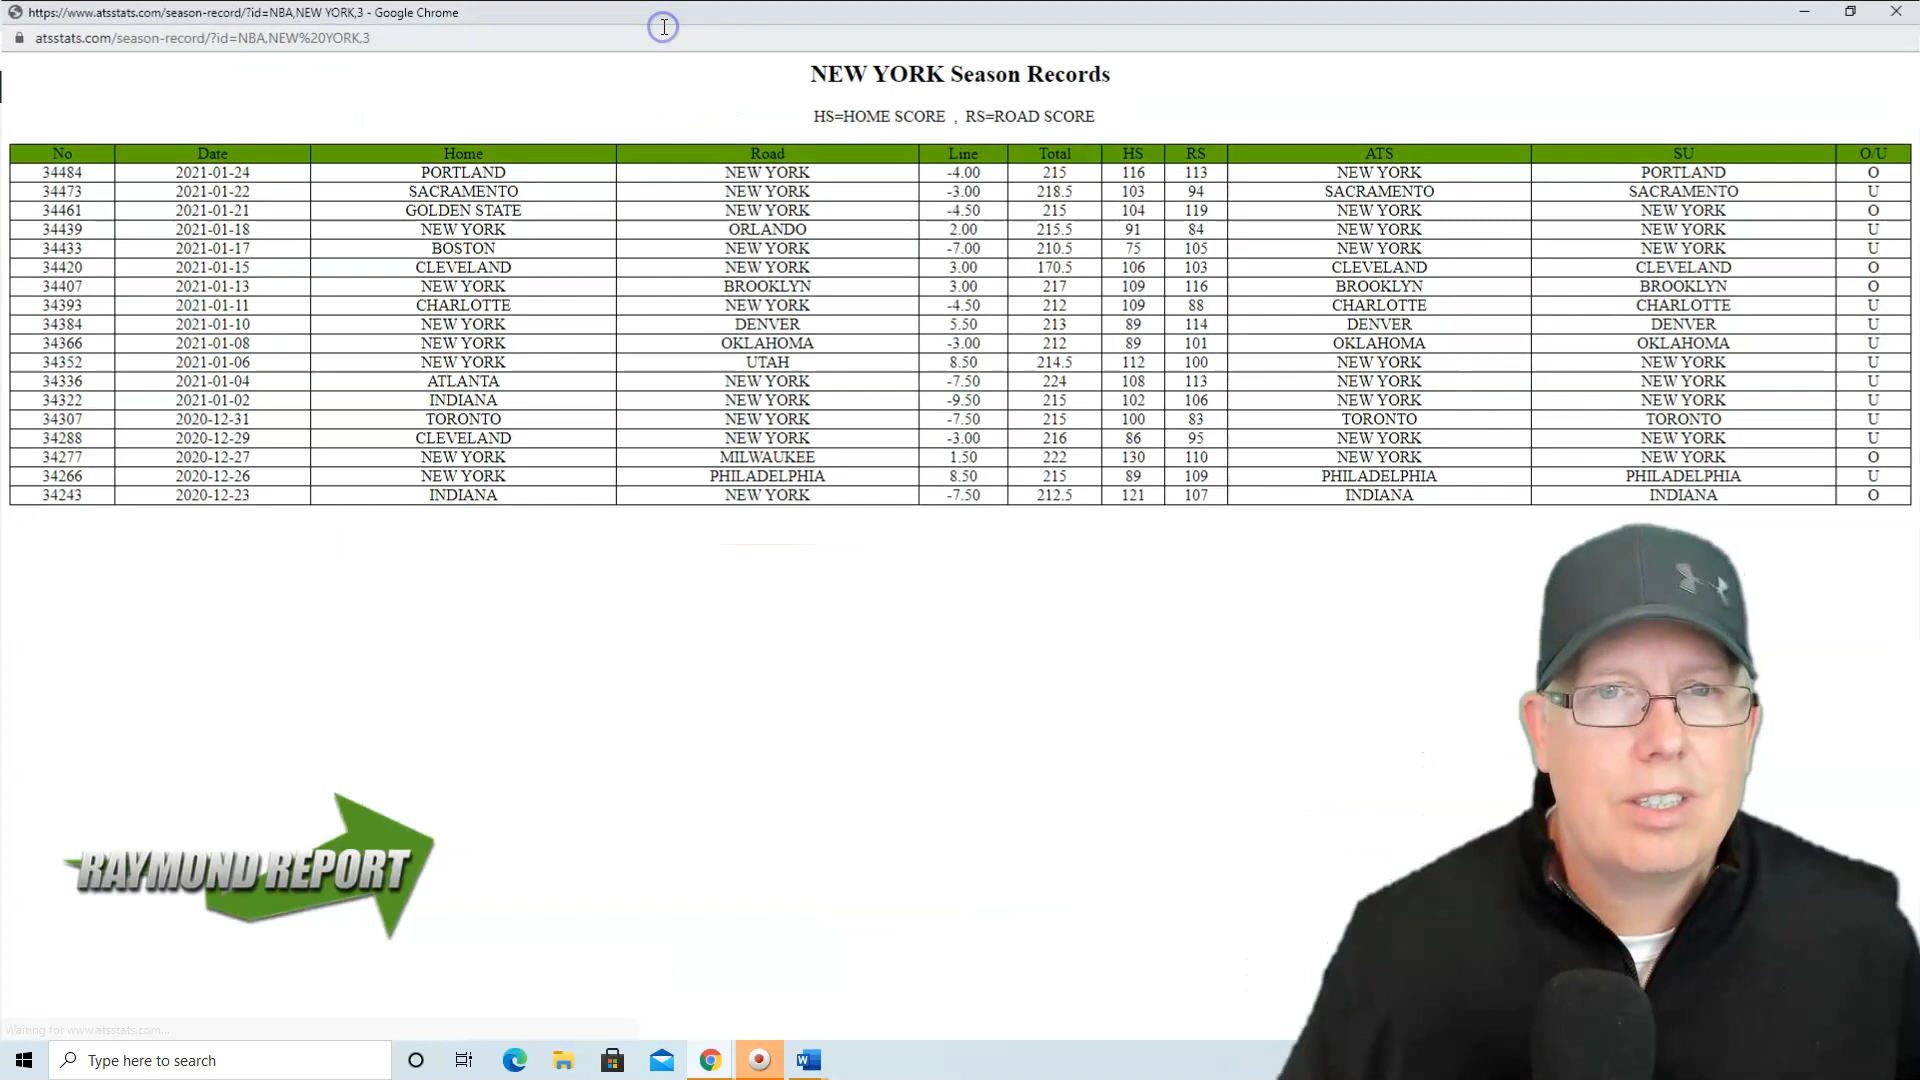 https://www.atsstats.com/season-record/?id=NBA,NEW YORK,3 - Google Chrome
atsstats.com/season-record/?id=NBA,NEW%20YORK,3
NEW YORK Season Records
HS=HOME SCORE , RS=ROAD SCORE
No Date Home Road Line Total HS RS ATS SU O/U
34484 2021-01-24 PORTLAND NEW YORK -4.00 215 116 113 NEW YORK PORTLAND O
34473 2021-01-22 SACRAMENTO NEW YORK -3.00 218.5 103 94 SACRAMENTO SACRAMENTO U
34461 2021-01-21 GOLDEN STATE NEW YORK -4.50 215 104 119 NEW YORK NEW YORK O
34439 2021-01-18 NEW YORK ORLANDO 2.00 215.5 91 84 NEW YORK NEW YORK U
34433 2021-01-17 BOSTON NEW YORK -7.00 210.5 75 105 NEW YORK NEW YORK U
34420 2021-01-15 CLEVELAND NEW YORK 3.00 170.5 106 103 CLEVELAND CLEVELAND O
34407 2021-01-13 NEW YORK BROOKLYN 3.00 217 109 116 BROOKLYN BROOKLYN O
34393 2021-01-11 CHARLOTTE NEW YORK -4.50 212 109 88 CHARLOTTE CHARLOTTE U
34384 2021-01-10 NEW YORK DENVER 5.50 213 89 114 DENVER DENVER U
34366 2021-01-08 NEW YORK OKLAHOMA -3.00 212 89 101 OKLAHOMA OKLAHOMA U
34352 2021-01-06 NEW YORK UTAH 8.50 214.5 112 100 NEW YORK NEW YORK U
34336 2021-01-04 ATLANTA NEW YORK -7.50 224 108 113 NEW YORK NEW YORK U
34322 2021-01-02 INDIANA NEW YORK -9.50 215 102 106 NEW YORK NEW YORK U
34307 2020-12-31 TORONTO NEW YORK -7.50 215 100 83 TORONTO TORONTO U
34288 2020-12-29 CLEVELAND NEW YORK -3.00 216 86 95 NEW YORK NEW YORK U
34277 2020-12-27 NEW YORK MILWAUKEE 1.50 222 130 110 NEW YORK NEW YORK O
34266 2020-12-26 NEW YORK PHILADELPHIA 8.50 215 89 109 PHILADELPHIA PHILADELPHIA U
34243 2020-12-23 INDIANA NEW YORK -7.50 212.5 121 107 INDIANA INDIANA O
RAYMOND REPORT
Waiting for www.atsstats.com...
Type here to search